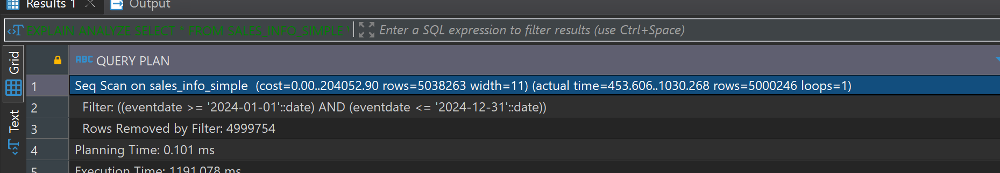 Results 1 Output
EXPLAIN ANALYZE SELECT * FROM SALES_INFO_SIMPLE Enter a SQL expression to filter results (use Ctrl+Space)
Grid
Text
ABC QUERY PLAN
1 Seq Scan on sales_info_simple (cost=0.00..204052.90 rows=5038263 width=11) (actual time=453.606..1030.268 rows=5000246 loops=1)
2 Filter: ((eventdate >= '2024-01-01'::date) AND (eventdate <= '2024-12-31'::date))
3 Rows Removed by Filter: 4999754
4 Planning Time: 0.101 ms
5 Execution Time: 1191.078 ms